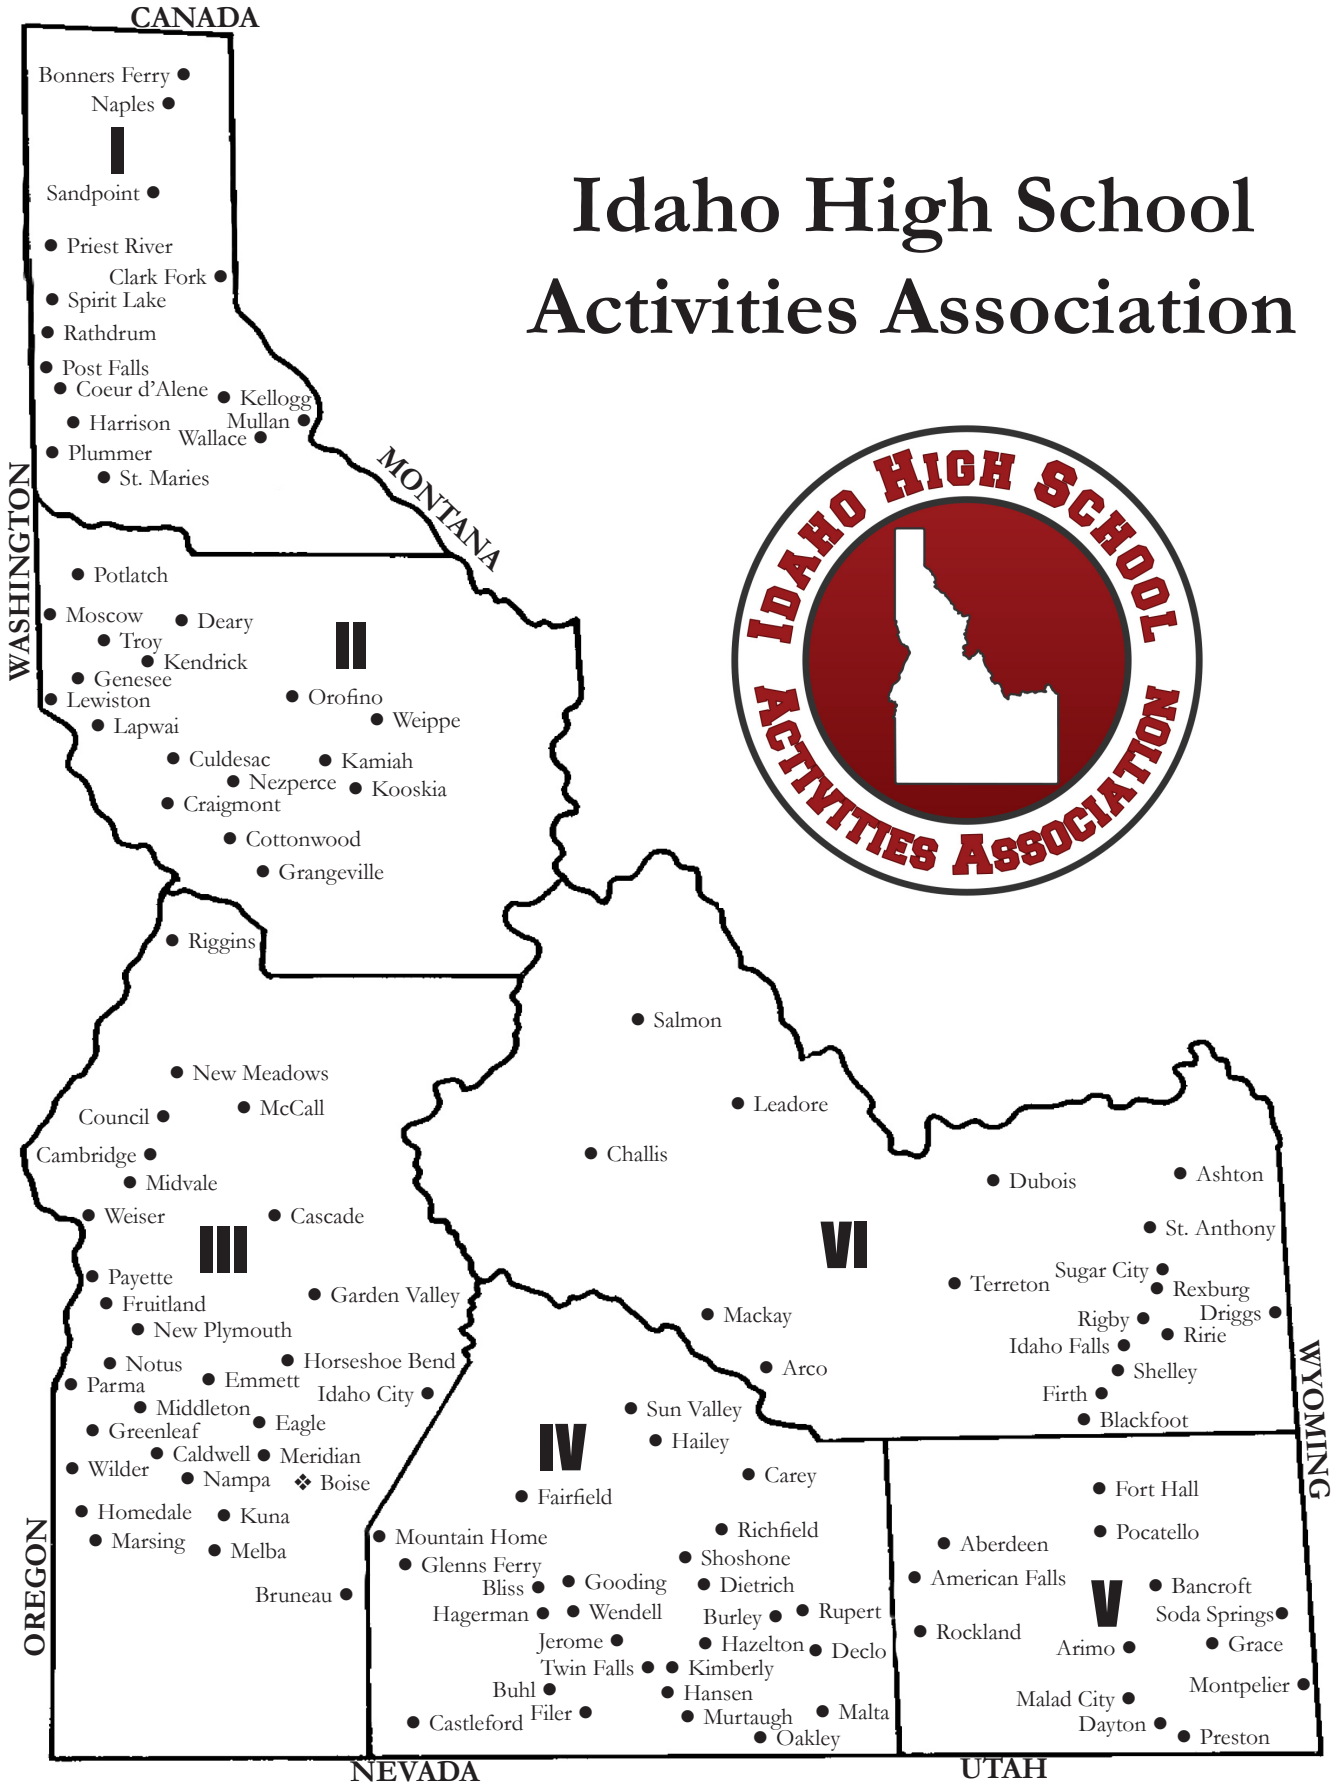 CANADA
Bonners Ferry
Naples
I
Sandpoint
Priest River
Clark Fork
Spirit Lake
Rathdrum
Post Falls
Coeur d'Alene
Kellogg
Harrison
Mullan
Wallace
Plummer
St. Maries
Idaho High School
Activities Association
IDAHO HIGH SCHOOL
ACTIVITIES ASSOCIATION
MONTANA
WASHINGTON
Potlatch
Moscow
Deary
Troy
Kendrick
II
Genesee
Lewiston
Orofino
Lapwai
Weippe
Culdesac
Kamiah
Nezperce
Kooskia
Craigmont
Cottonwood
Grangeville
Riggins
Salmon
New Meadows
McCall
Council
Leadore
Cambridge
Challis
Midvale
Dubois
Ashton
Weiser
Cascade
III
VI
St. Anthony
Payette
Garden Valley
Fruitland
New Plymouth
Terreton
Sugar City
Rexburg
Driggs
Mackay
Rigby
Ririe
Notus
Horseshoe Bend
Idaho Falls
Parma
Emmett
Idaho City
Arco
Shelley
Firth
Middleton
Eagle
Greenleaf
Sun Valley
Blackfoot
WYOMING
Caldwell
Meridian
IV
Hailey
Wilder
Nampa
Boise
Carey
Fort Hall
Homedale
Kuna
Fairfield
Marsing
Melba
Mountain Home
Richfield
Pocatello
Aberdeen
Glenns Ferry
Shoshone
OREGON
Bruneau
Bliss
Gooding
Dietrich
American Falls
V
Bancroft
Hagerman
Wendell
Burley
Rupert
Soda Springs
Jerome
Hazelton
Declo
Rockland
Arimo
Grace
Twin Falls
Kimberly
Buhl
Hansen
Montpelier
Castleford
Filer
Murtaugh
Malta
Malad City
Oakley
Dayton
Preston
NEVADA
UTAH